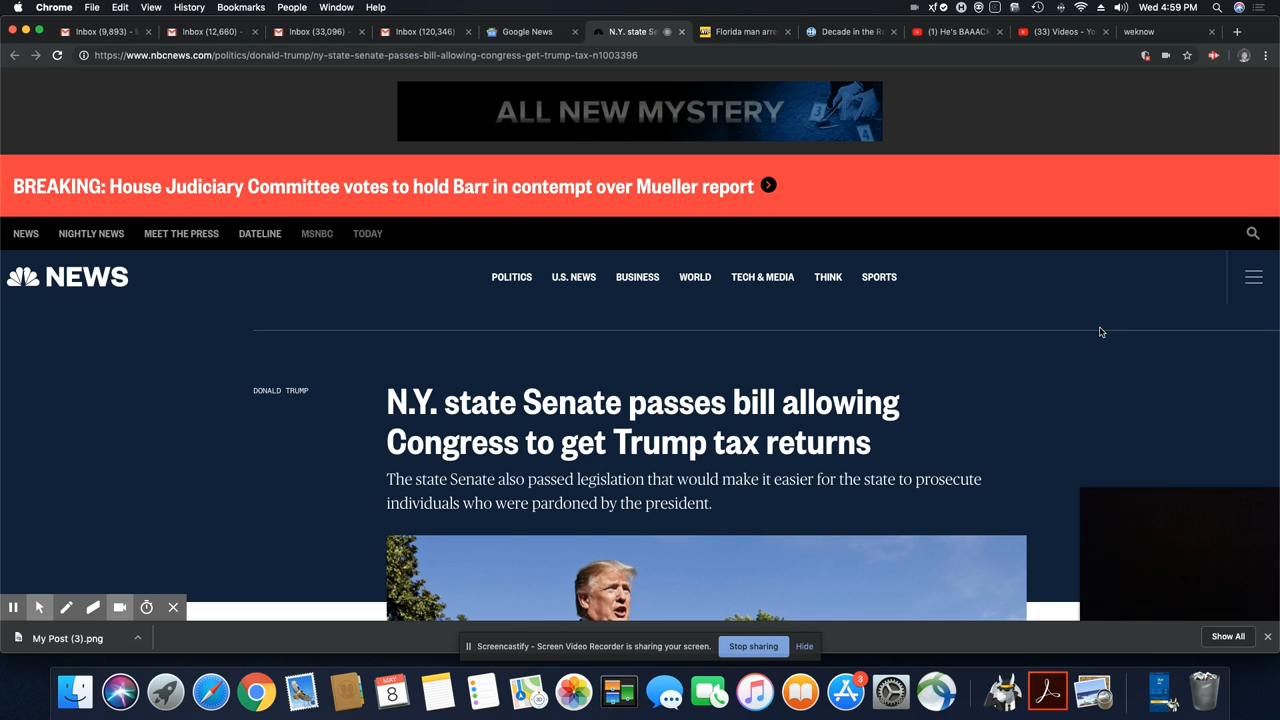 Chrome File Edit View History Bookmarks People Window Help
Wed 4:59 PM
Inbox (9,893) -
Inbox (12,660) -
Inbox (33,096) -
Inbox (120,346)
Google News
N.Y. state Se
Florida man arre
Decade in the R
(1) He's BAAAC
(33) Videos - Yo
weknow
https://www.nbcnews.com/politics/donald-trump/ny-state-senate-passes-bill-allowing-congress-get-trump-tax-n1003396
ALL NEW MYSTERY
3
4
BREAKING: House Judiciary Committee votes to hold Barr in contempt over Mueller report
NEWS NIGHTLY NEWS MEET THE PRESS DATELINE MSNBC TODAY
NEWS
POLITICS U.S. NEWS BUSINESS WORLD TECH & MEDIA THINK SPORTS
DONALD TRUMP
N.Y. state Senate passes bill allowing
Congress to get Trump tax returns
The state Senate also passed legislation that would make it easier for the state to prosecute
individuals who were pardoned by the president.
My Post (3).png
Screencastify - Screen Video Recorder is sharing your screen.
Stop sharing
Hide
Show All
MAY
8
3